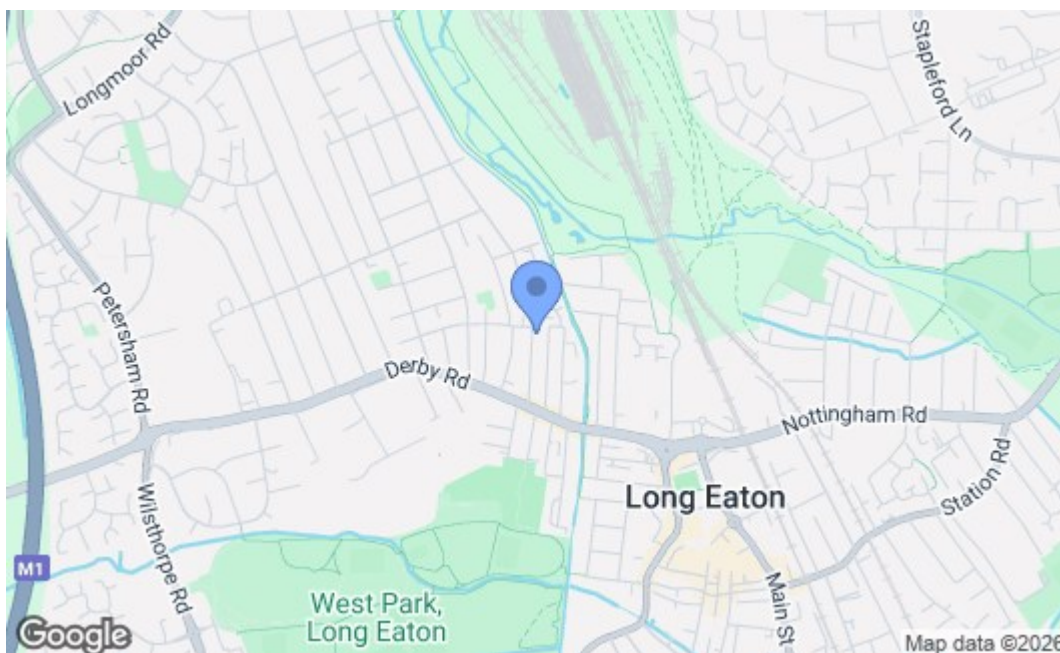 Longmoor Rd
Stapleford Ln
Petersham Rd
Derby Rd
Nottingham Rd
Station Rd
Long Eaton
Wilsthorpe Rd
M1
West Park,
Long Eaton
Main St
Google
Map data ©2026